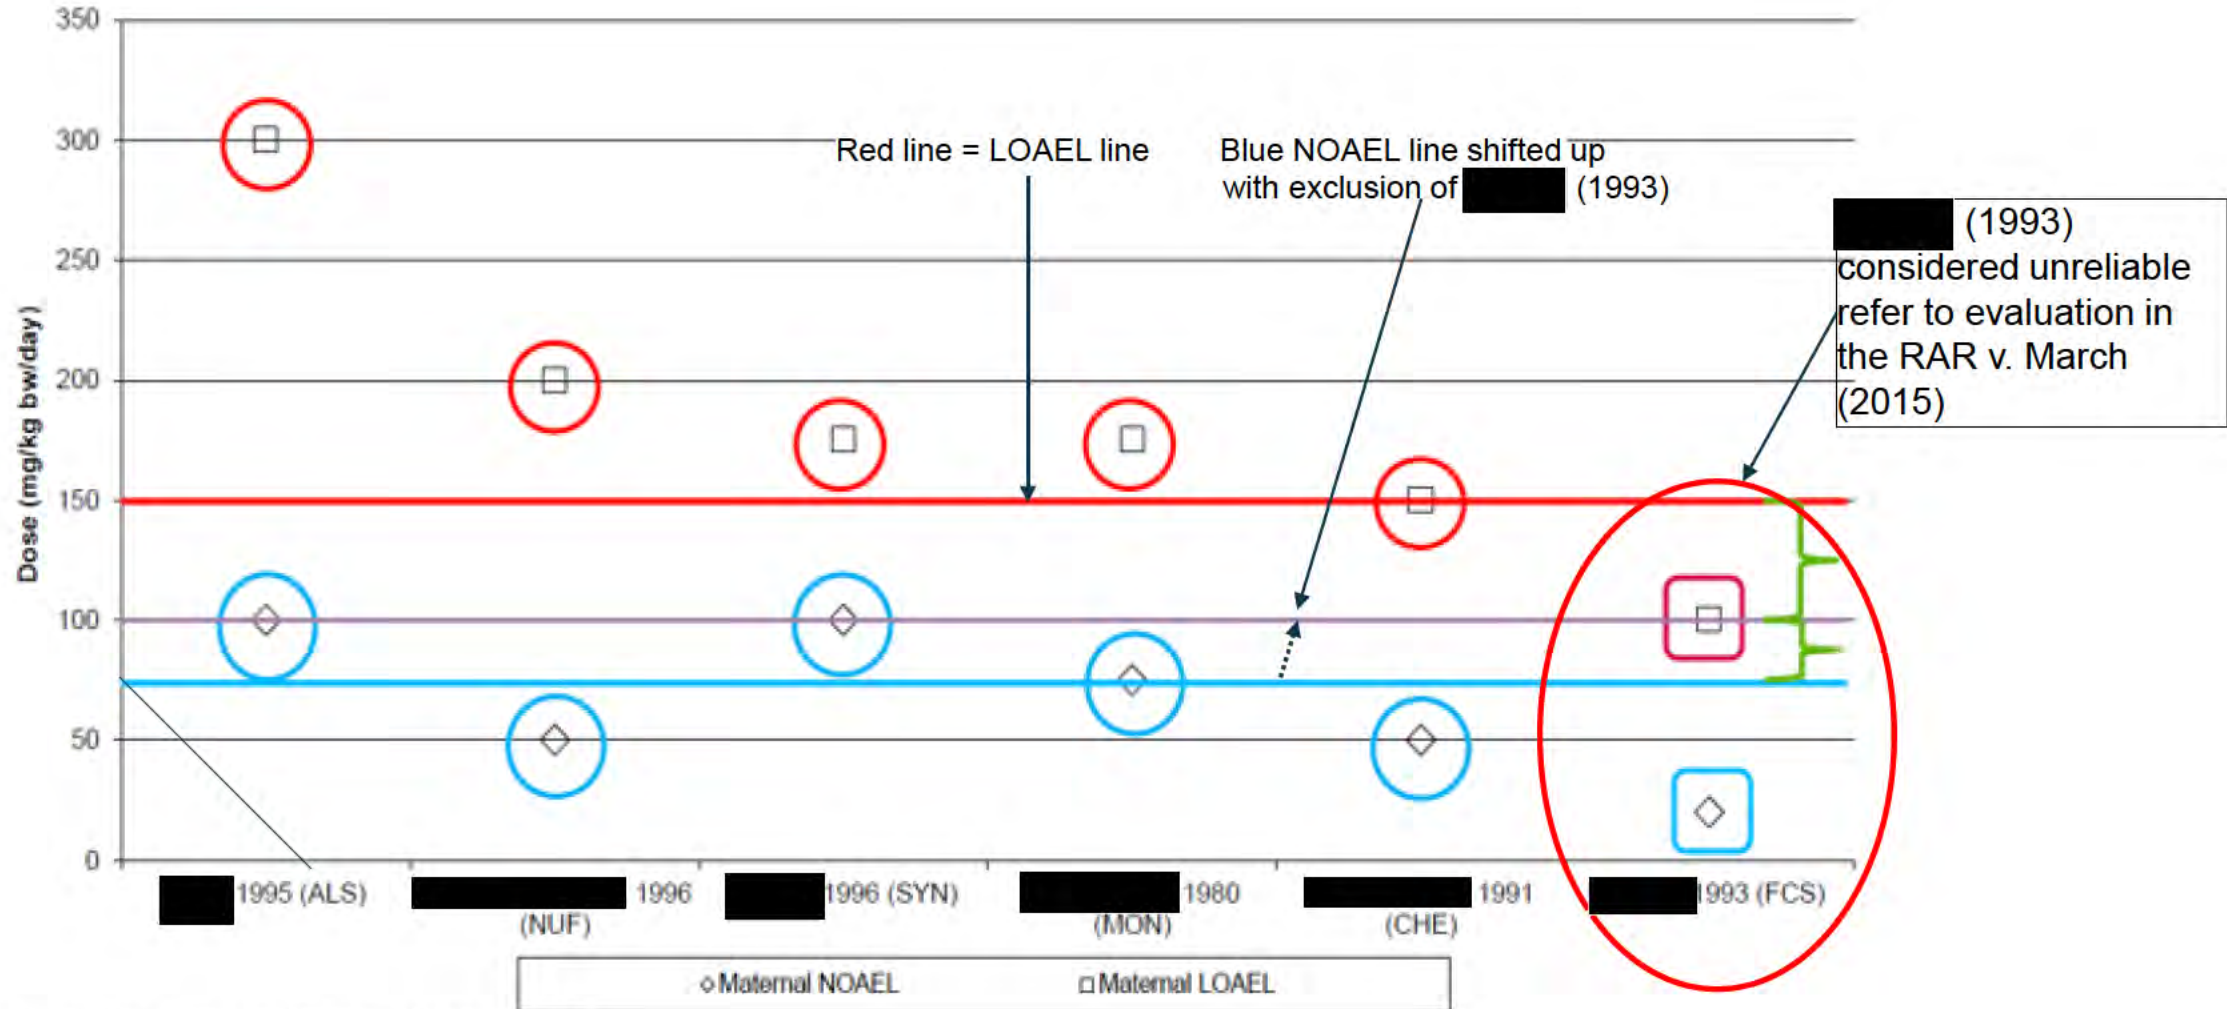 350
300
250
200
150
100
50
0
Dose (mg/kg bw/day)
Red line = LOAEL line
Blue NOAEL line shifted up
with exclusion of (1993)
(1993)
considered unreliable
refer to evaluation in
the RAR v. March
(2015)
1995 (ALS)
1996
(NUF)
1996 (SYN)
1980
(MON)
1991
(CHE)
1993 (FCS)
Maternal NOAEL
Maternal LOAEL